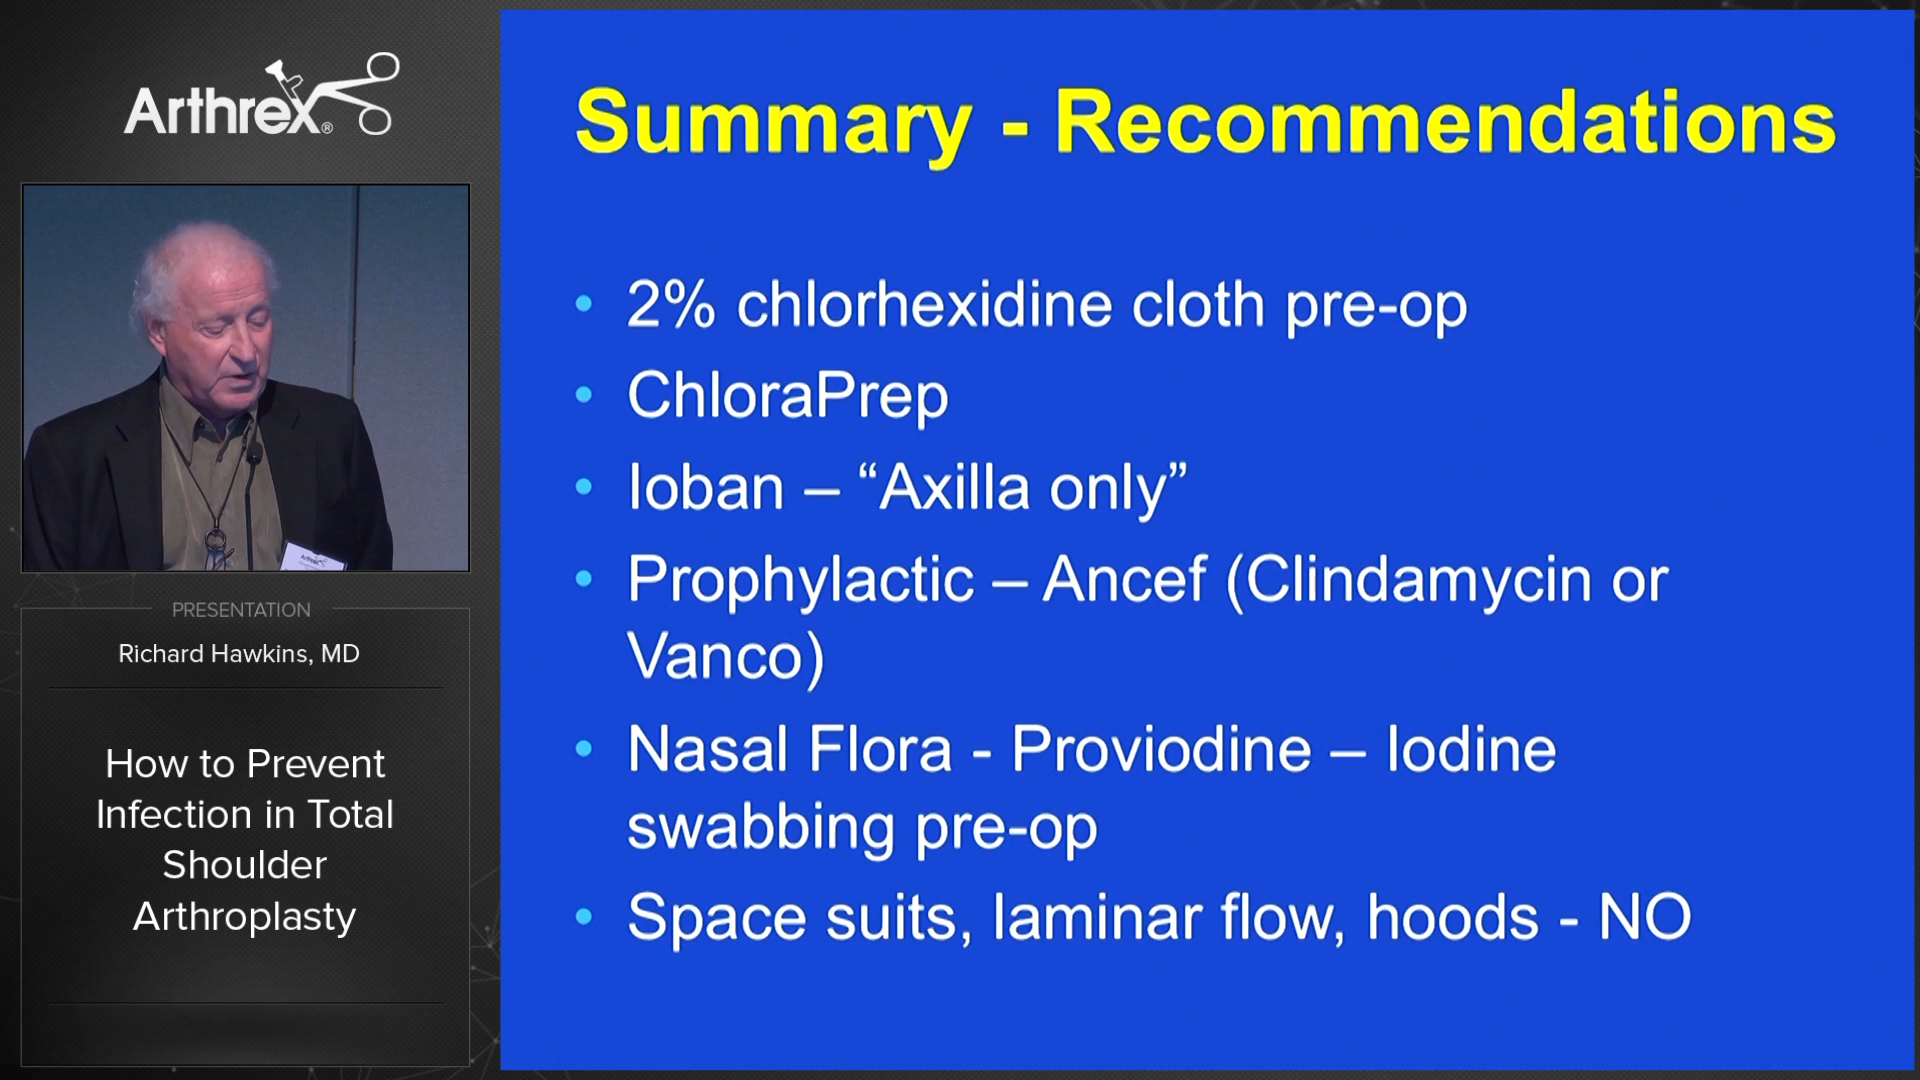 Arthrex®
PRESENTATION
Richard Hawkins, MD
How to Prevent
Infection in Total
Shoulder
Arthroplasty
Summary - Recommendations
• 2% chlorhexidine cloth pre-op
• ChloraPrep
• Ioban – “Axilla only”
• Prophylactic – Ancef (Clindamycin or
Vanco)
• Nasal Flora - Proviodine – Iodine
swabbing pre-op
• Space suits, laminar flow, hoods - NO